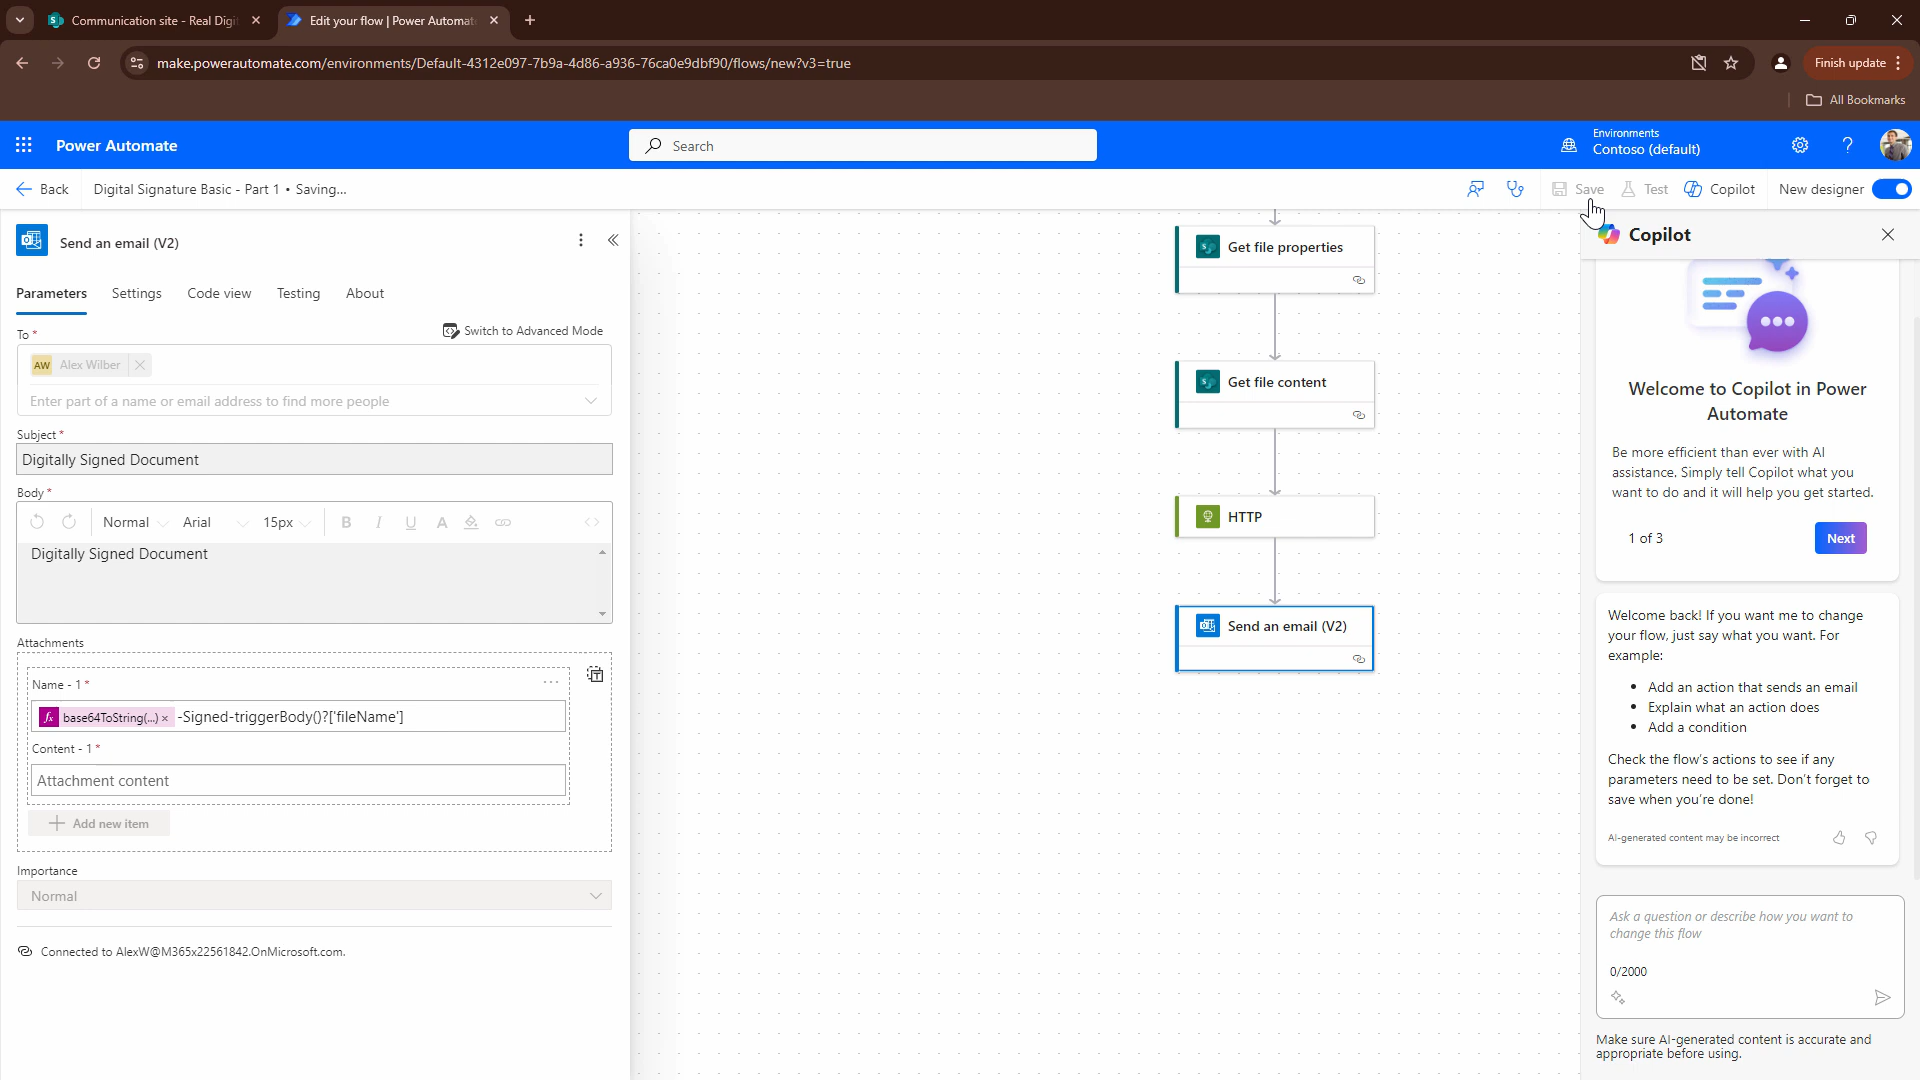 Communication site - Real Digit
Edit your flow | Power Automat
make.powerautomate.com/environments/Default-4312e097-7b9a-4d86-a936-76ca0e9dbf90/flows/new?v3=true
Finish update
All Bookmarks
Power Automate
Search
Environments
Contoso (default)
Back
Digital Signature Basic - Part 1 • Saving...
Save
Test
Copilot
New designer
Send an email (V2)
Parameters
Settings
Code view
Testing
About
To *
Switch to Advanced Mode
AW Alex Wilber
Enter part of a name or email address to find more people
Subject *
Digitally Signed Document
Body *
Normal
Arial
15px
B I U A
Digitally Signed Document
Attachments
Name - 1 *
fx base64ToString(...) × -Signed-triggerBody()?['fileName']
Content - 1 *
Attachment content
Add new item
Importance
Normal
Connected to AlexW@M365x22561842.OnMicrosoft.com.
Get file properties
Get file content
HTTP
Send an email (V2)
Copilot
Welcome to Copilot in Power
Automate
Be more efficient than ever with AI
assistance. Simply tell Copilot what you
want to do and it will help you get started.
1 of 3
Next
Welcome back! If you want me to change
your flow, just say what you want. For
example:
• Add an action that sends an email
• Explain what an action does
• Add a condition
Check the flow's actions to see if any
parameters need to be set. Don't forget to
save when you're done!
AI-generated content may be incorrect
Ask a question or describe how you want to
change this flow
0/2000
Make sure AI-generated content is accurate and
appropriate before using.